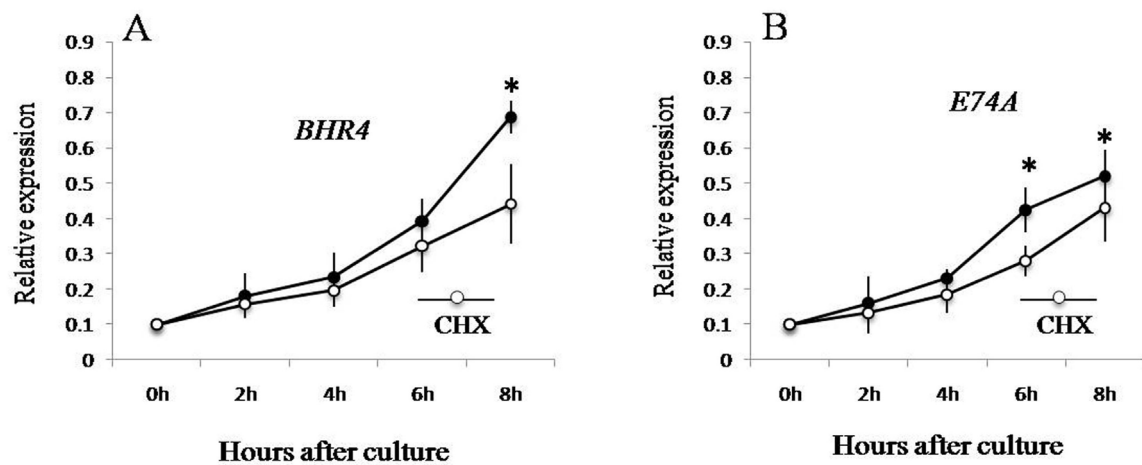 A
0.9
0.8
0.7
0.6
0.5
0.4
0.3
0.2
0.1
0
Relative expression
BHR4
*
CHX
0h 2h 4h 6h 8h
Hours after culture
B
0.9
0.8
0.7
0.6
0.5
0.4
0.3
0.2
0.1
0
Relative expression
E74A
* *
CHX
0h 2h 4h 6h 8h
Hours after culture